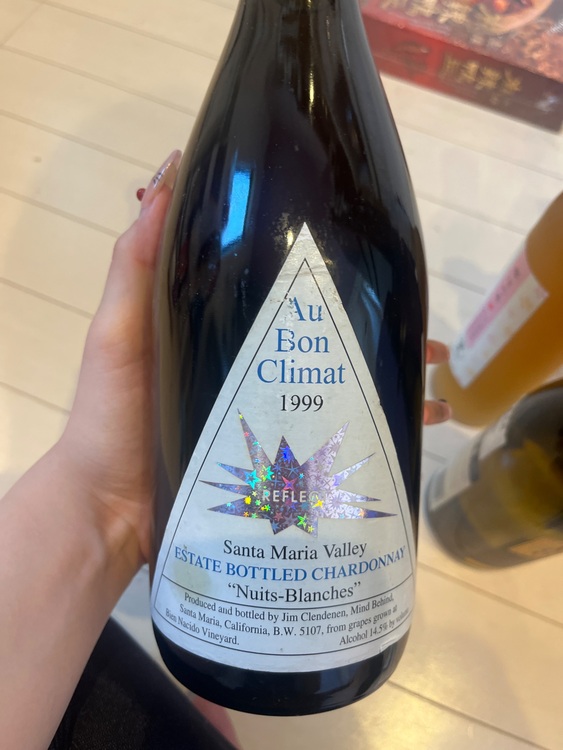 Au
Bon
Climat
1999
REFLE
Santa Maria Valley
ESTATE BOTTLED CHARDONNAY
“Nuits-Blanches”
Produced and bottled by Jim Clendenen, Mind Behind,
Santa Maria, California, B.W. 5107, from grapes grown at
Bien Nacido Vineyard. Alcohol 14.5% by volume